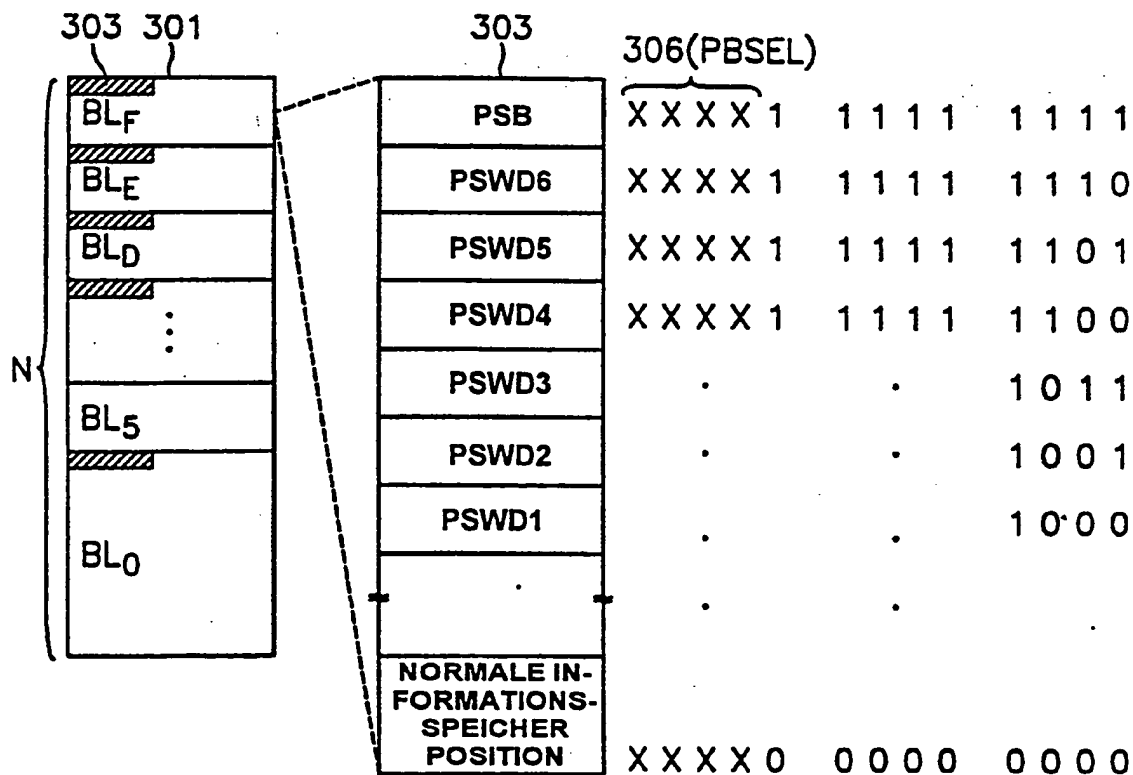 303 301
303
306(PBSEL)
BLF
PSB
X X X X 1 1 1 1 1 1 1 1 1
BLE
PSWD6
X X X X 1 1 1 1 1 1 1 1 0
BLD
PSWD5
X X X X 1 1 1 1 1 1 1 0 1
PSWD4
X X X X 1 1 1 1 1 1 1 0 0
N
PSWD3
1 0 1 1
BL5
PSWD2
1 0 0 1
PSWD1
1 0 0 0
BL0
NORMALE IN-
FORMATIONS-
SPEICHER
POSITION
X X X X 0 0 0 0 0 0 0 0 0